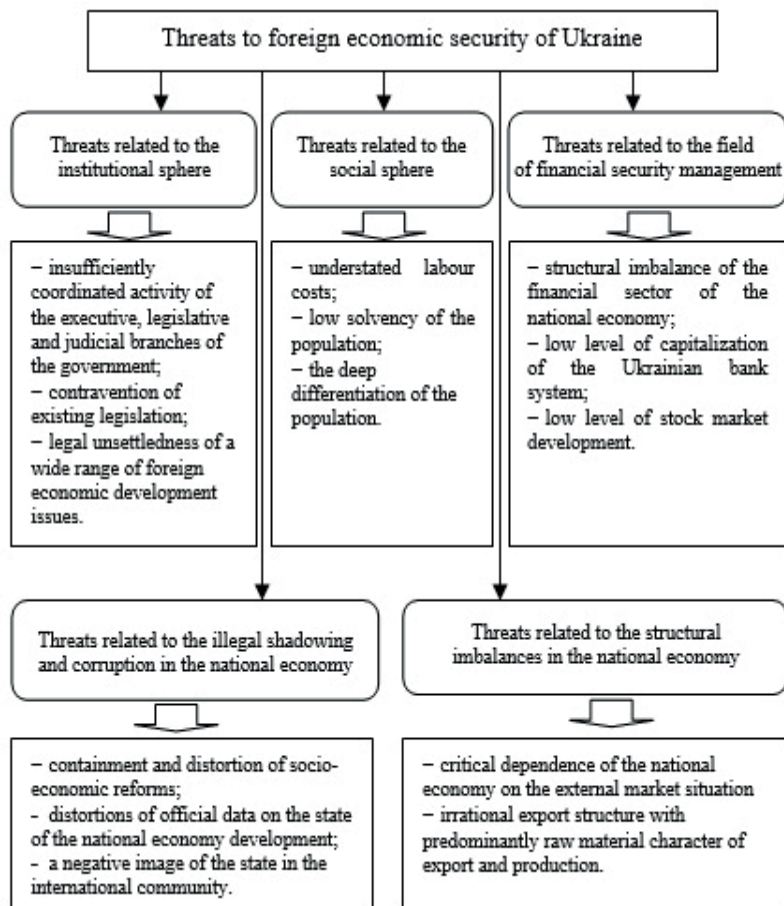 Threats to foreign economic security of Ukraine
Threats related to the
institutional sphere
Threats related to the
social sphere
Threats related to the field
of financial security management
– insufficiently
coordinated activity of
the executive, legislative
and judicial branches of
the government;
– contravention of
existing legislation;
– legal unsettledness of a
wide range of foreign
economic development
issues.
– understated labour
costs;
– low solvency of the
population;
– the deep
differentiation of the
population.
– structural imbalance of the
financial sector of the
national economy;
– low level of capitalization
of the Ukrainian bank
system;
– low level of stock market
development.
Threats related to the illegal shadowing
and corruption in the national economy
Threats related to the structural
imbalances in the national economy
– containment and distortion of socio-
economic reforms;
- distortions of official data on the state
of the national economy development;
- a negative image of the state in the
international community.
– critical dependence of the national
economy on the external market situation
– irrational export structure with
predominantly raw material character of
export and production.